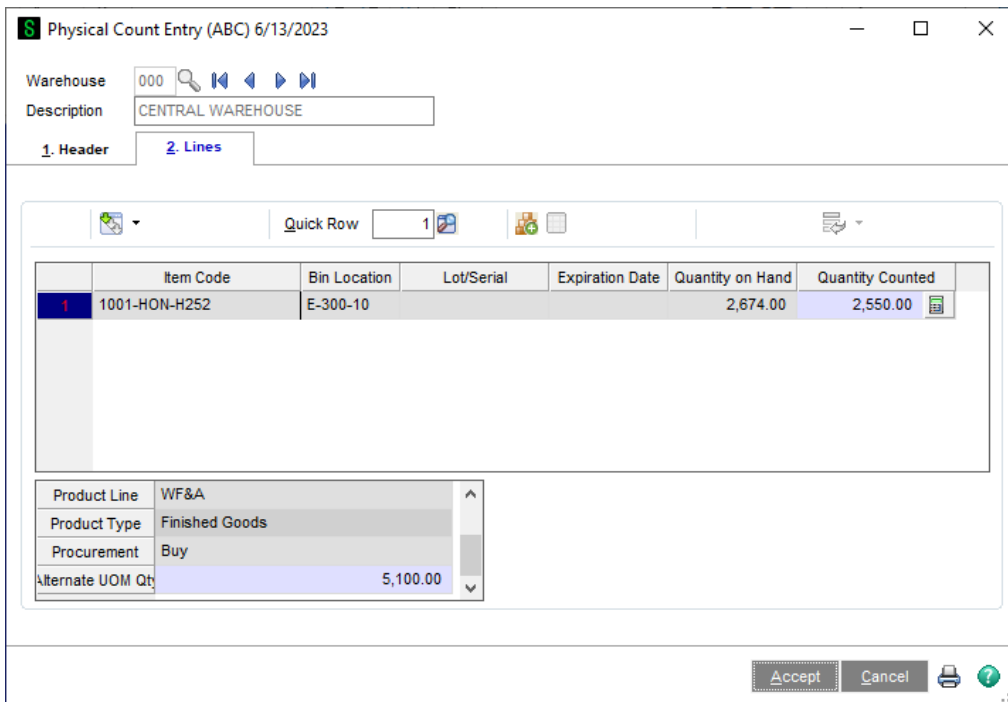 S Physical Count Entry (ABC) 6/13/2023
Warehouse 000
Description CENTRAL WAREHOUSE
1. Header 2. Lines
Quick Row 1
Item Code Bin Location Lot/Serial Expiration Date Quantity on Hand Quantity Counted
1 1001-HON-H252 E-300-10 2,674.00 2,550.00
Product Line WF&A
Product Type Finished Goods
Procurement Buy
Alternate UOM Qty 5,100.00
Accept Cancel ?